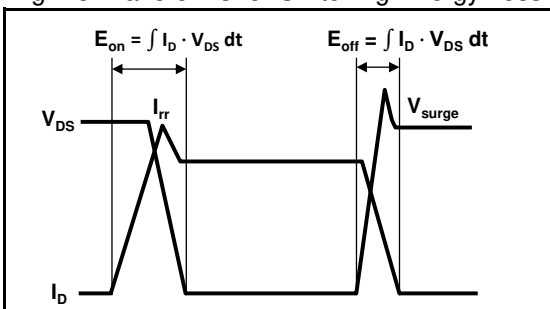 E_on = ∫ I_D · V_DS dt
E_off = ∫ I_D · V_DS dt
I_rr
V_surge
V_DS
I_D